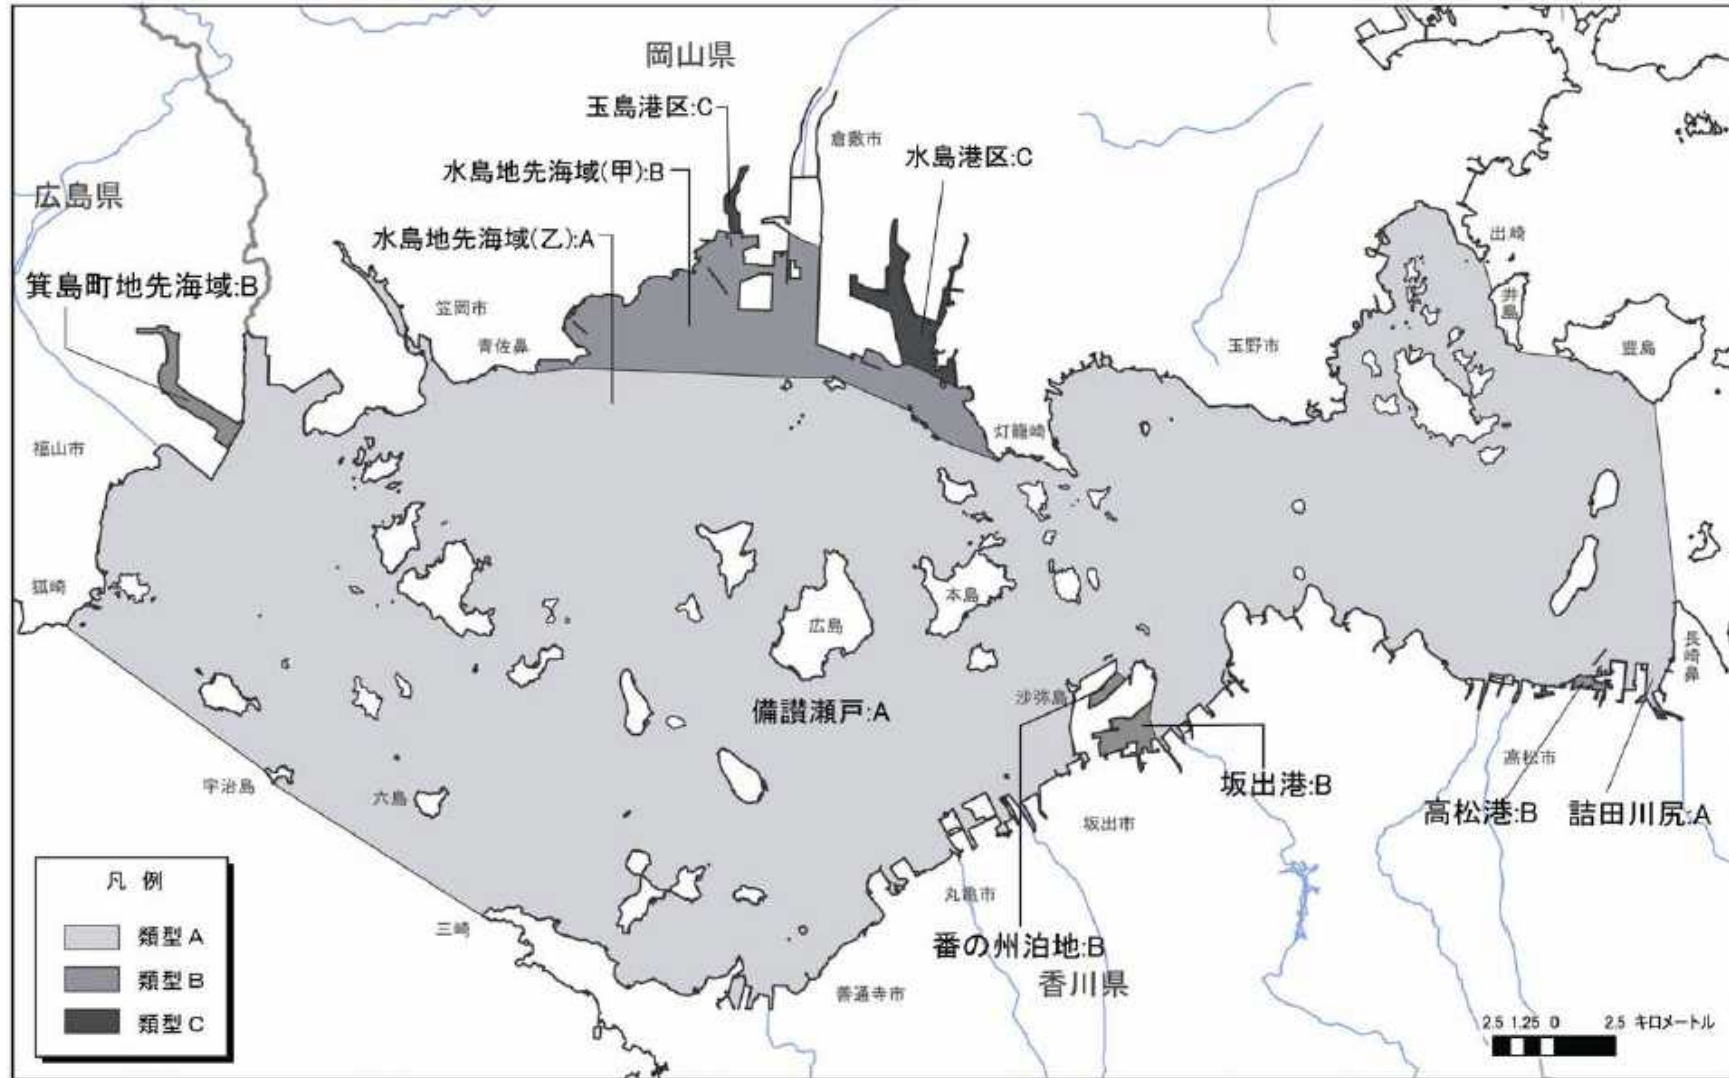 岡山県
玉島港区:C
倉敷市
水島港区:C
水島地先海域(甲):B
広島県
水島地先海域(乙):A
出崎
箕島町地先海域:B
井島
笠岡市
青佐鼻
玉野市
豊島
福山市
灯籠崎
狐崎
本島
広島
長崎鼻
沙弥島
備讃瀬戸:A
高松市
宇治島
六島
坂出港:B
坂出市
高松港:B
詰田川尻:A
凡 例
丸亀市
類型A
三崎
番の州泊地:B
類型B
香川県
善通寺市
類型C
2.5 1.25 0 2.5 キロメートル